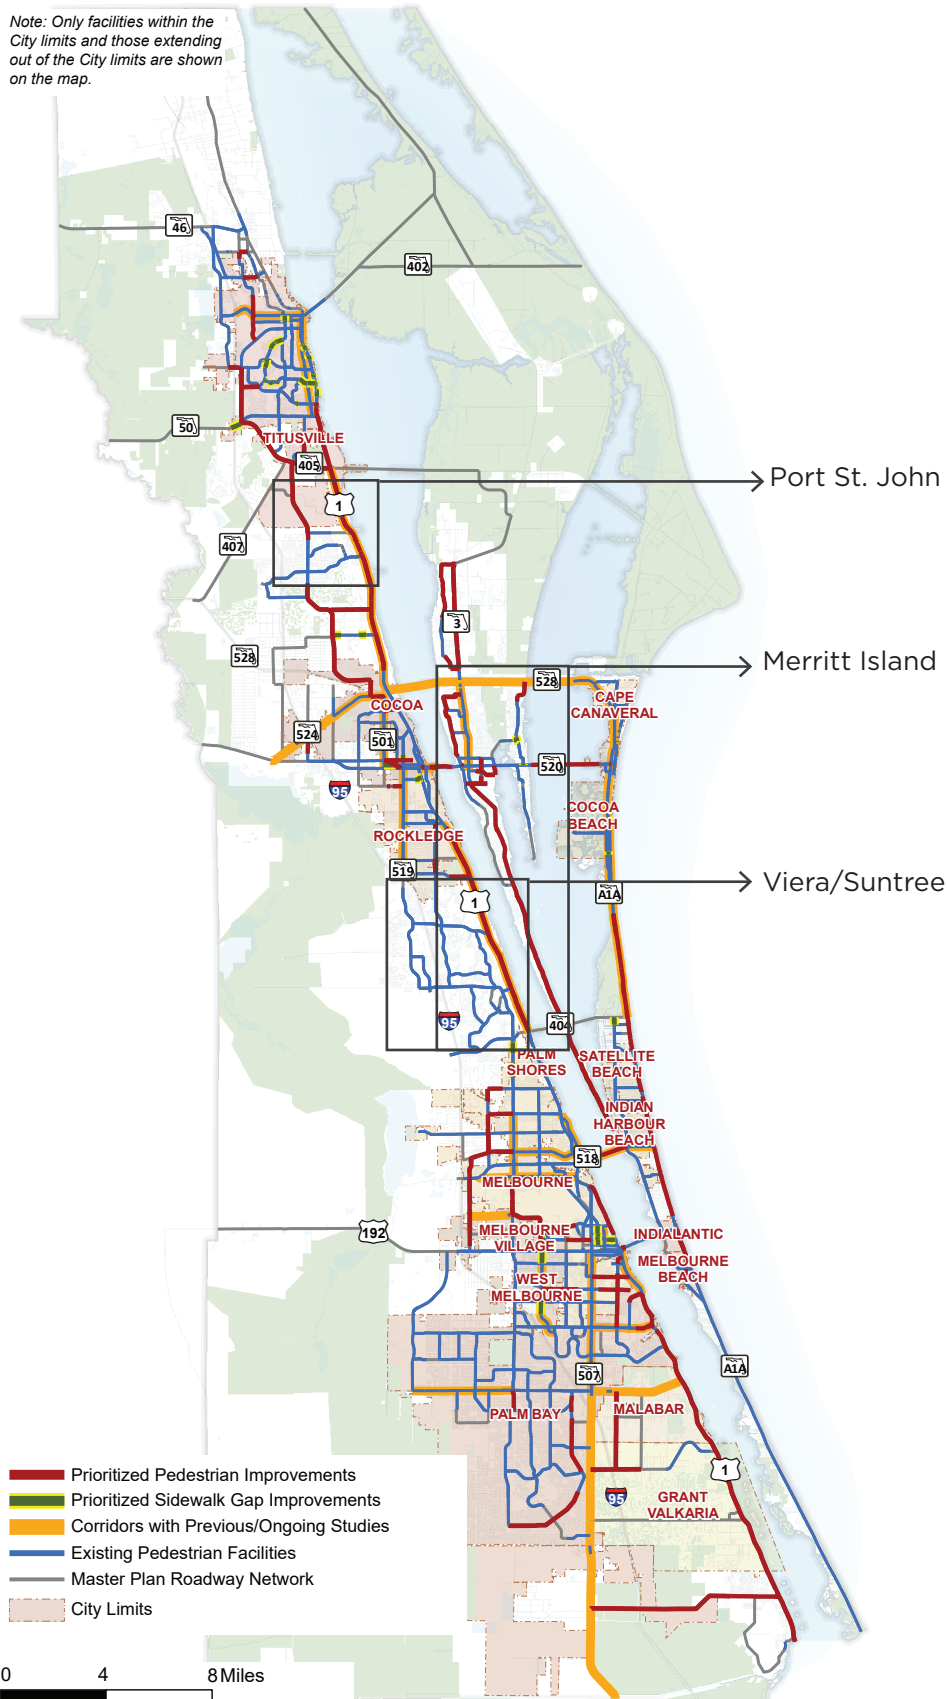 Note: Only facilities within the
City limits and those extending
out of the City limits are shown
on the map.
46
402
50
TITUSVILLE
405
Port St. John
1
407
3
528
Merritt Island
528
CAPE
CANAVERAL
COCOA
524
501
520
95
COCOA
BEACH
ROCKLEDGE
519
Viera/Suntree
A1A
1
95
404
PALM
SHORES
SATELLITE
BEACH
INDIAN
HARBOUR
BEACH
518
MELBOURNE
192
MELBOURNE
VILLAGE
INDIALANTIC
MELBOURNE
BEACH
WEST
MELBOURNE
A1A
507
PALM BAY
MALABAR
1
95
GRANT
VALKARIA
Prioritized Pedestrian Improvements
Prioritized Sidewalk Gap Improvements
Corridors with Previous/Ongoing Studies
Existing Pedestrian Facilities
Master Plan Roadway Network
City Limits
0 4 8 Miles